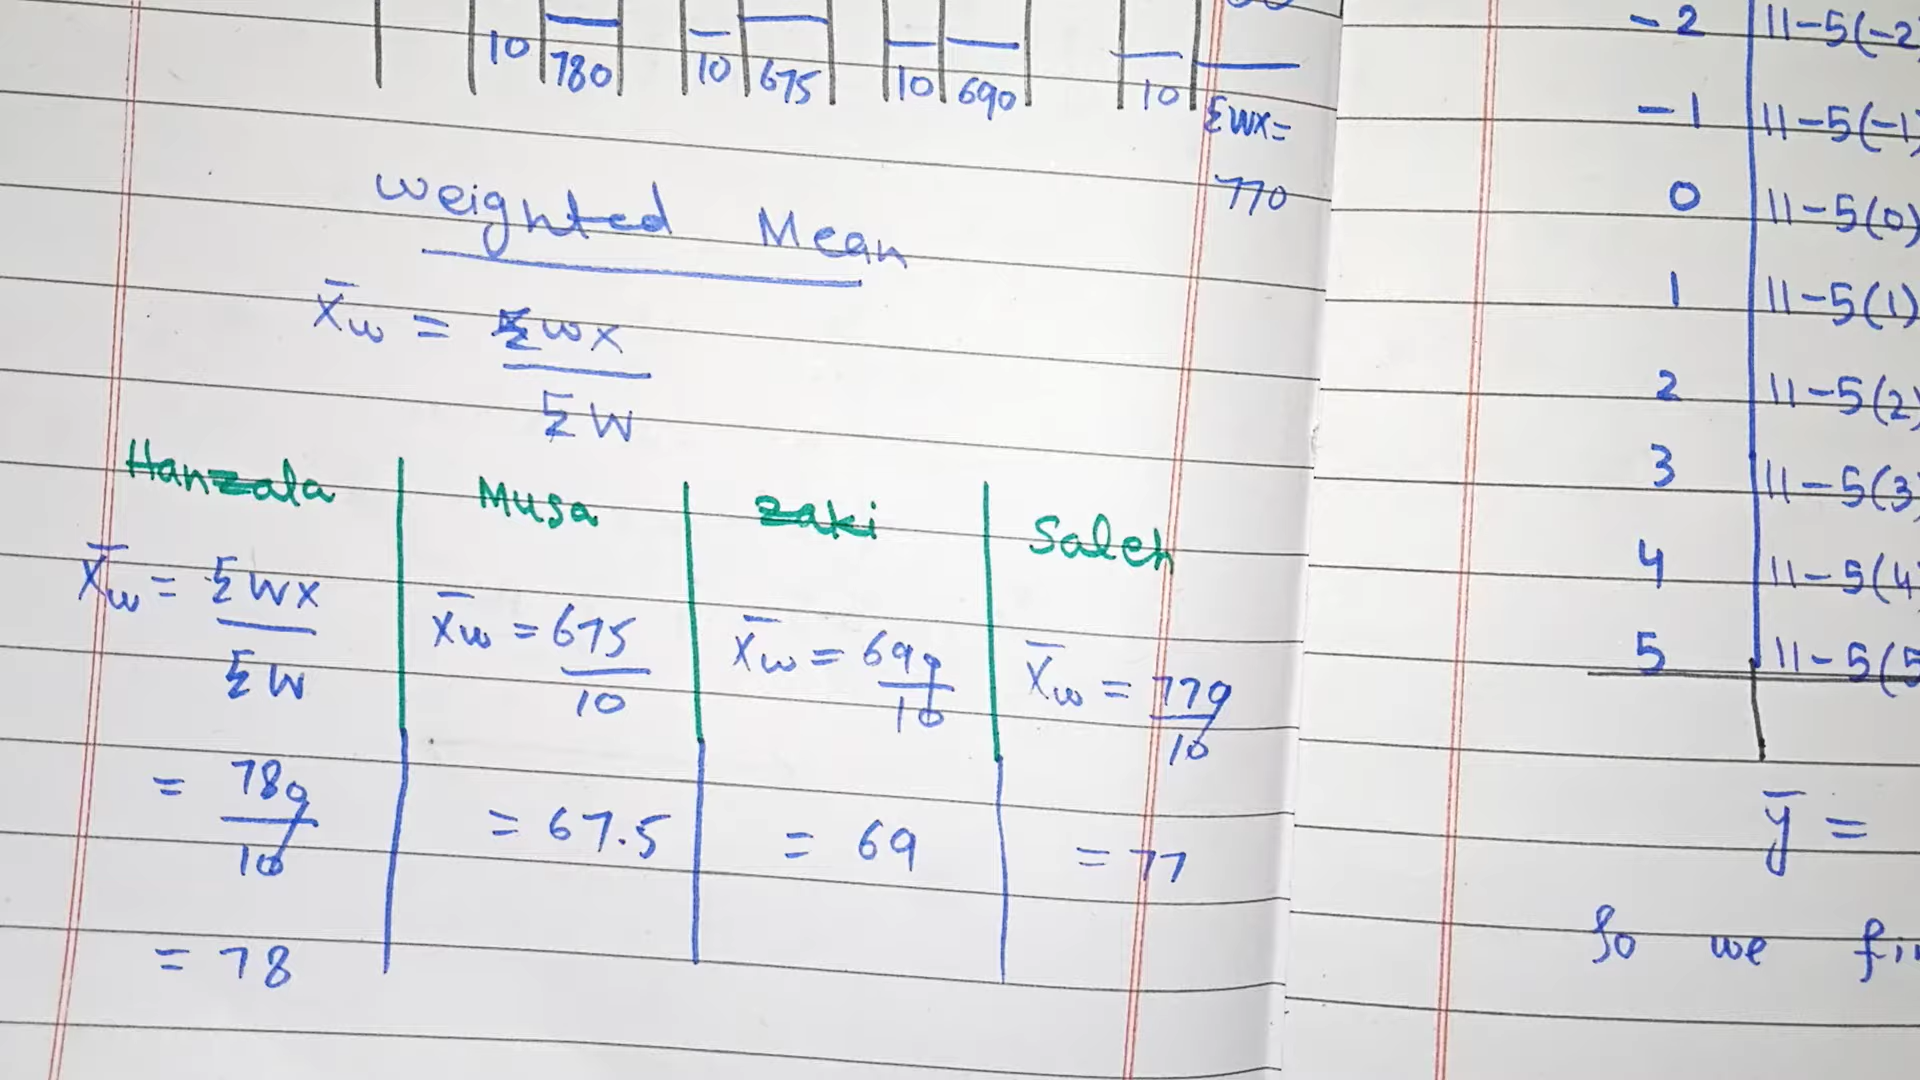 10 780 10 675 10 690 10
ΣWX=
770
Weighted Mean
X̄w = ΣWX
ΣW
Hanzala Musa Zaki Saleh
X̄w = ΣWX
ΣW
X̄w = 675
10
X̄w = 690
10
X̄w = 770
10
= 780
10
= 67.5 = 69 = 77
= 78
-2 11-5(-2
-1 11-5(-1)
0 11-5(0)
1 11-5(1)
2 11-5(2)
3 11-5(3)
4 11-5(4
5 11-5(5
ȳ =
So we fin